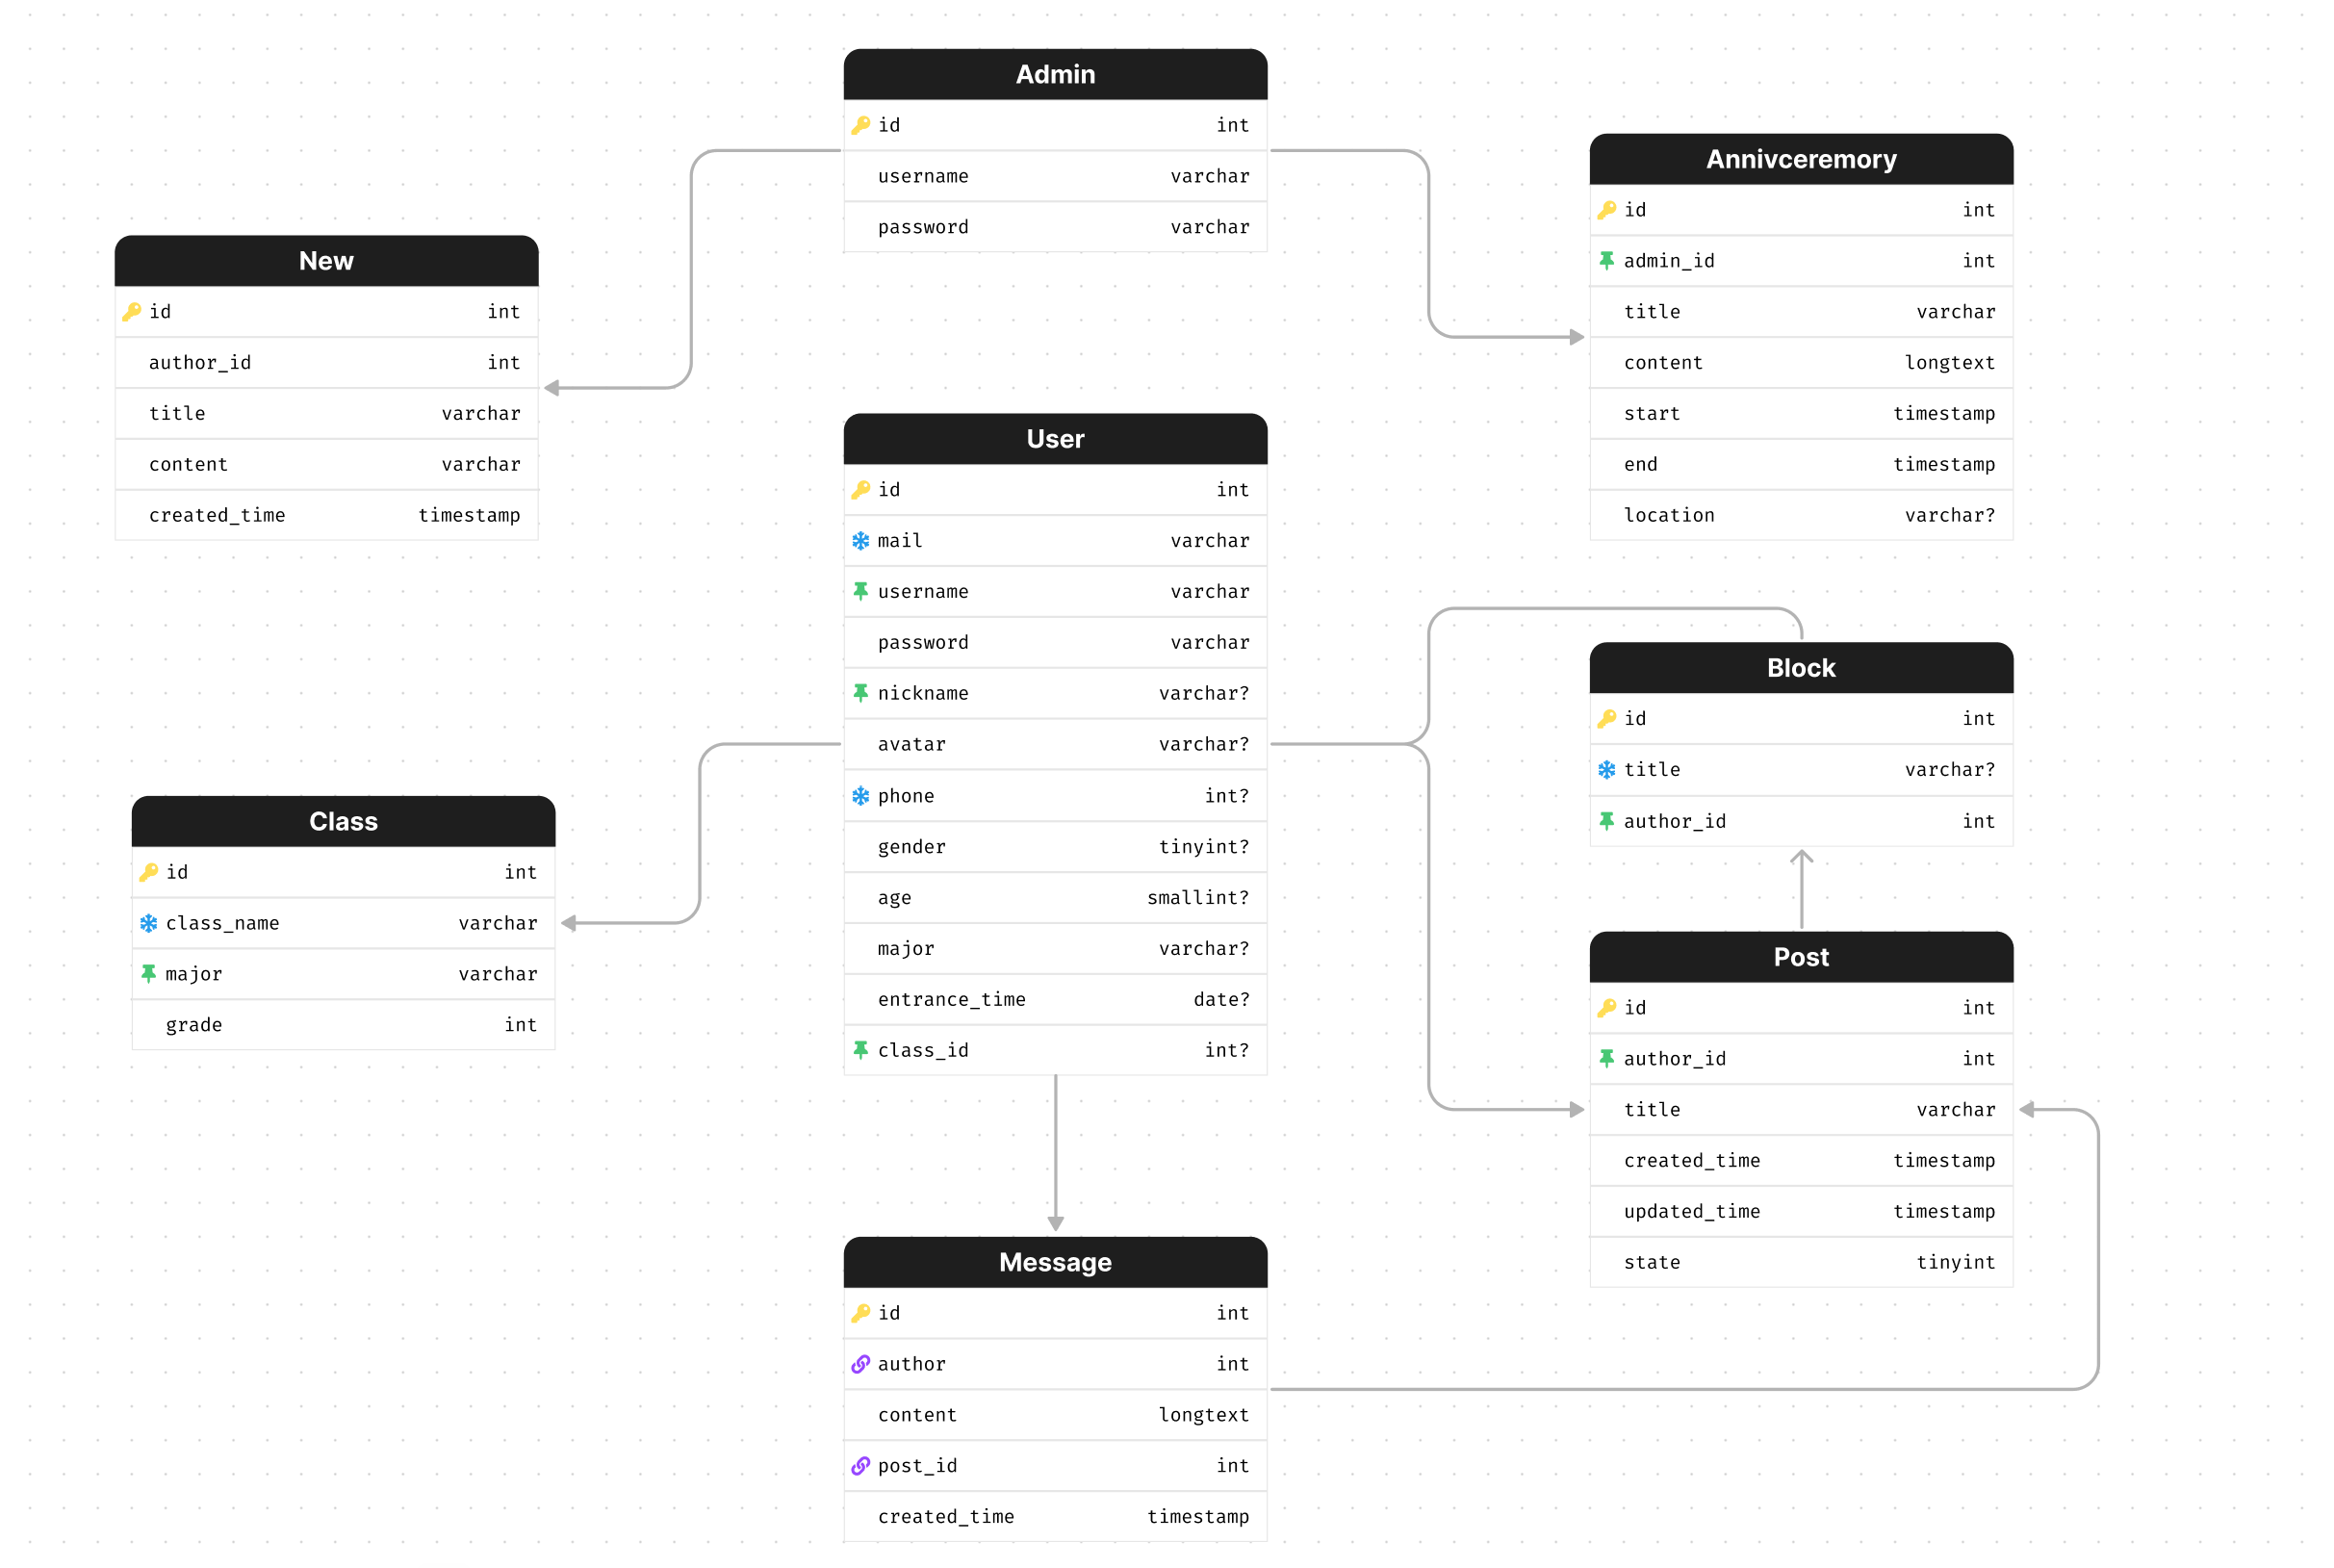 Admin
id int
username varchar
password varchar
Annivceremory
id int
admin_id int
title varchar
content longtext
start timestamp
end timestamp
location varchar?
New
id int
author_id int
title varchar
content varchar
created_time timestamp
User
id int
mail varchar
username varchar
password varchar
nickname varchar?
avatar varchar?
phone int?
gender tinyint?
age smallint?
major varchar?
entrance_time date?
class_id int?
Block
id int
title varchar?
author_id int
Class
id int
class_name varchar
major varchar
grade int
Post
id int
author_id int
title varchar
created_time timestamp
updated_time timestamp
state tinyint
Message
id int
author int
content longtext
post_id int
created_time timestamp